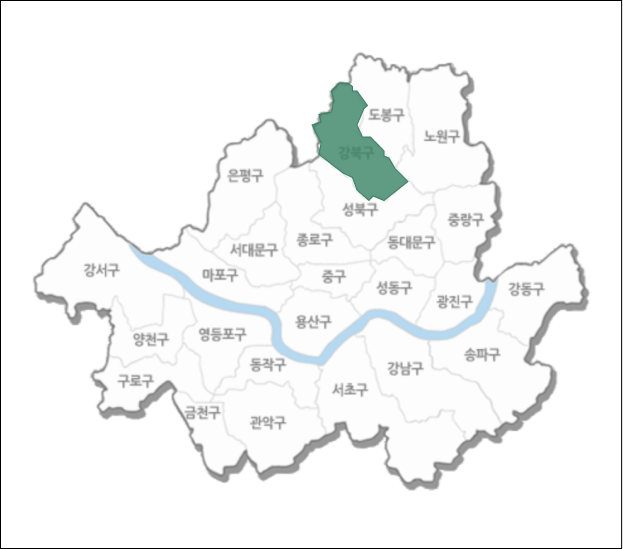 도봉구
노원구
강북구
은평구
성북구
중랑구
종로구
동대문구
서대문구
강서구
마포구
중구
성동구
강동구
광진구
용산구
영등포구
양천구
송파구
동작구
강남구
구로구
서초구
금천구
관악구